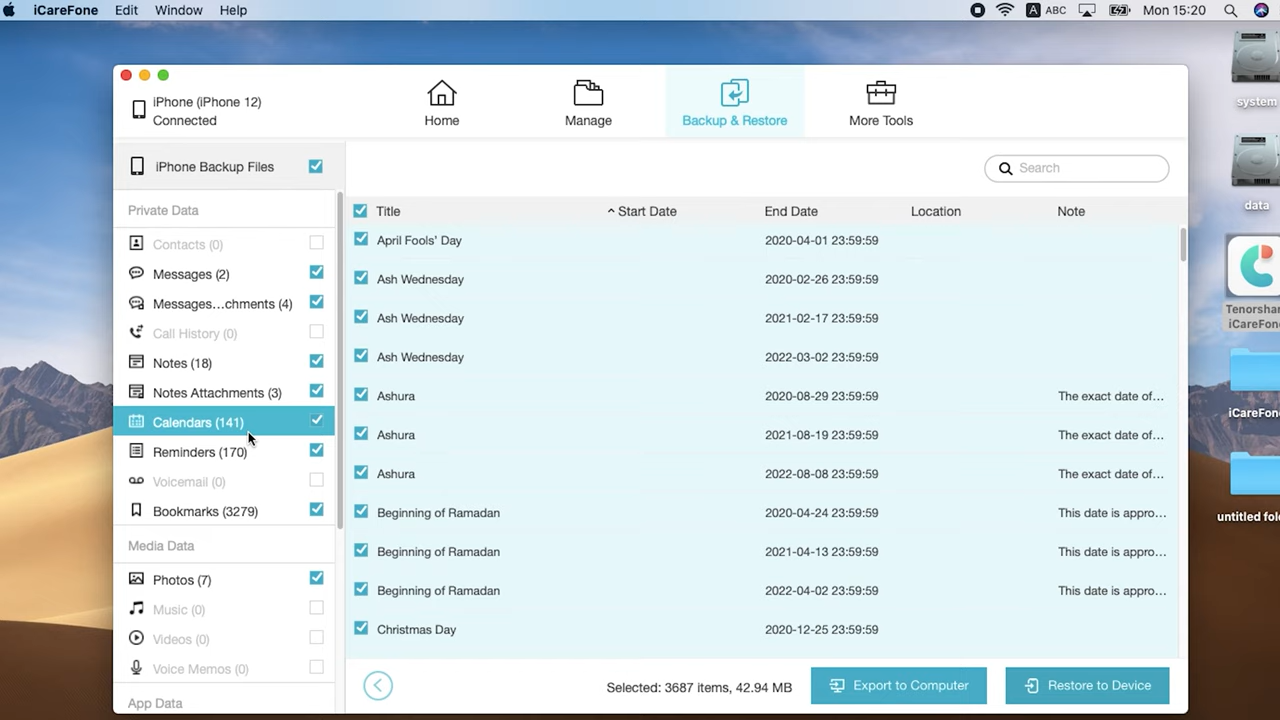 iCareFone Edit Window Help
A ABC Mon 15:20
system
data
Tenorshar
iCareFone
iCareFone
untitled fol
iPhone (iPhone 12)
Connected
Home
Manage
Backup & Restore
More Tools
iPhone Backup Files
Search
Private Data
Contacts (0)
Messages (2)
Messages...chments (4)
Call History (0)
Notes (18)
Notes Attachments (3)
Calendars (141)
Reminders (170)
Voicemail (0)
Bookmarks (3279)
Media Data
Photos (7)
Music (0)
Videos (0)
Voice Memos (0)
App Data
Title Start Date End Date Location Note
April Fools' Day 2020-04-01 23:59:59
Ash Wednesday 2020-02-26 23:59:59
Ash Wednesday 2021-02-17 23:59:59
Ash Wednesday 2022-03-02 23:59:59
Ashura 2020-08-29 23:59:59 The exact date of...
Ashura 2021-08-19 23:59:59 The exact date of...
Ashura 2022-08-08 23:59:59 The exact date of...
Beginning of Ramadan 2020-04-24 23:59:59 This date is appro...
Beginning of Ramadan 2021-04-13 23:59:59 This date is appro...
Beginning of Ramadan 2022-04-02 23:59:59 This date is appro...
Christmas Day 2020-12-25 23:59:59
Selected: 3687 items, 42.94 MB
Export to Computer
Restore to Device